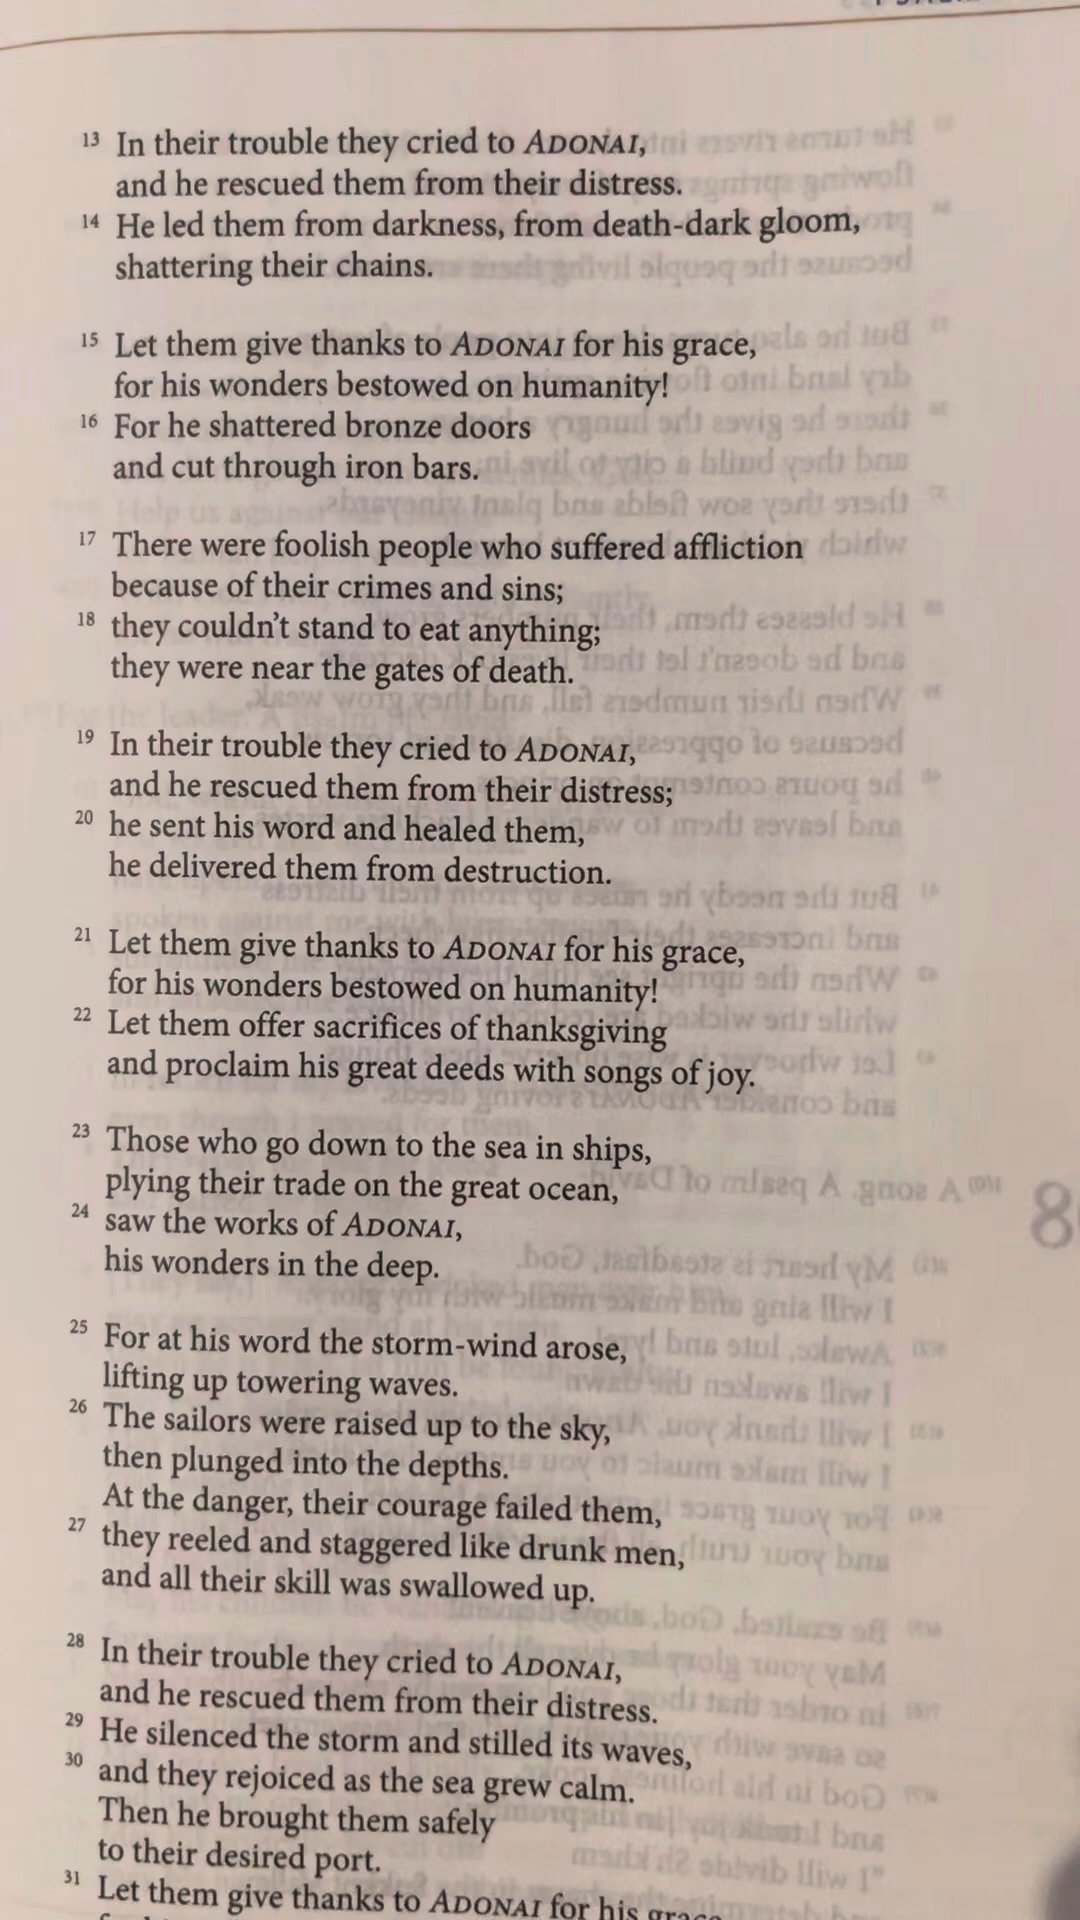 13 In their trouble they cried to ADONAI,
and he rescued them from their distress.
14 He led them from darkness, from death-dark gloom,
shattering their chains.
15 Let them give thanks to ADONAI for his grace,
for his wonders bestowed on humanity!
16 For he shattered bronze doors
and cut through iron bars.
17 There were foolish people who suffered affliction
because of their crimes and sins;
18 they couldn't stand to eat anything;
they were near the gates of death.
19 In their trouble they cried to ADONAI,
and he rescued them from their distress;
20 he sent his word and healed them,
he delivered them from destruction.
21 Let them give thanks to ADONAI for his grace,
for his wonders bestowed on humanity!
22 Let them offer sacrifices of thanksgiving
and proclaim his great deeds with songs of joy.
23 Those who go down to the sea in ships,
plying their trade on the great ocean,
24 saw the works of ADONAI,
his wonders in the deep.
25 For at his word the storm-wind arose,
lifting up towering waves.
26 The sailors were raised up to the sky,
then plunged into the depths.
At the danger, their courage failed them,
27 they reeled and staggered like drunk men,
and all their skill was swallowed up.
28 In their trouble they cried to ADONAI,
and he rescued them from their distress.
29 He silenced the storm and stilled its waves,
30 and they rejoiced as the sea grew calm.
Then he brought them safely
to their desired port.
31 Let them give thanks to ADONAI for his grace